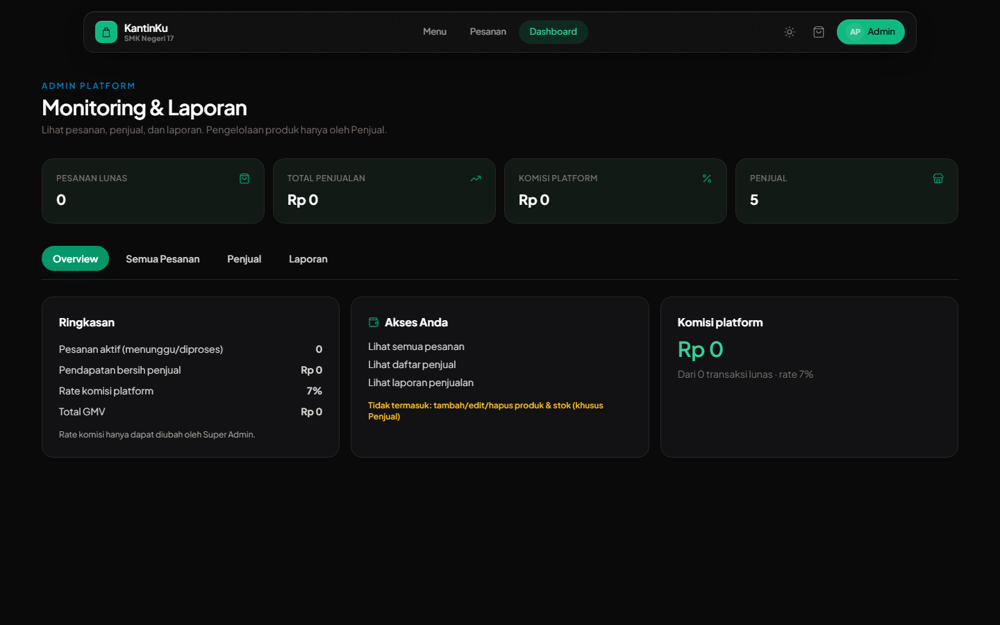 KantinKu
SMK Negeri 17
Menu
Pesanan
Dashboard
AP
Admin
ADMIN PLATFORM
Monitoring & Laporan
Lihat pesanan, penjual, dan laporan. Pengelolaan produk hanya oleh Penjual.
PESANAN LUNAS
0
TOTAL PENJUALAN
Rp 0
KOMISI PLATFORM
Rp 0
PENJUAL
5
Overview
Semua Pesanan
Penjual
Laporan
Ringkasan
Pesanan aktif (menunggu/diproses) 0
Pendapatan bersih penjual Rp 0
Rate komisi platform 7%
Total GMV Rp 0
Rate komisi hanya dapat diubah oleh Super Admin.
Akses Anda
Lihat semua pesanan
Lihat daftar penjual
Lihat laporan penjualan
Tidak termasuk: tambah/edit/hapus produk & stok (khusus
Penjual)
Komisi platform
Rp 0
Dari 0 transaksi lunas · rate 7%